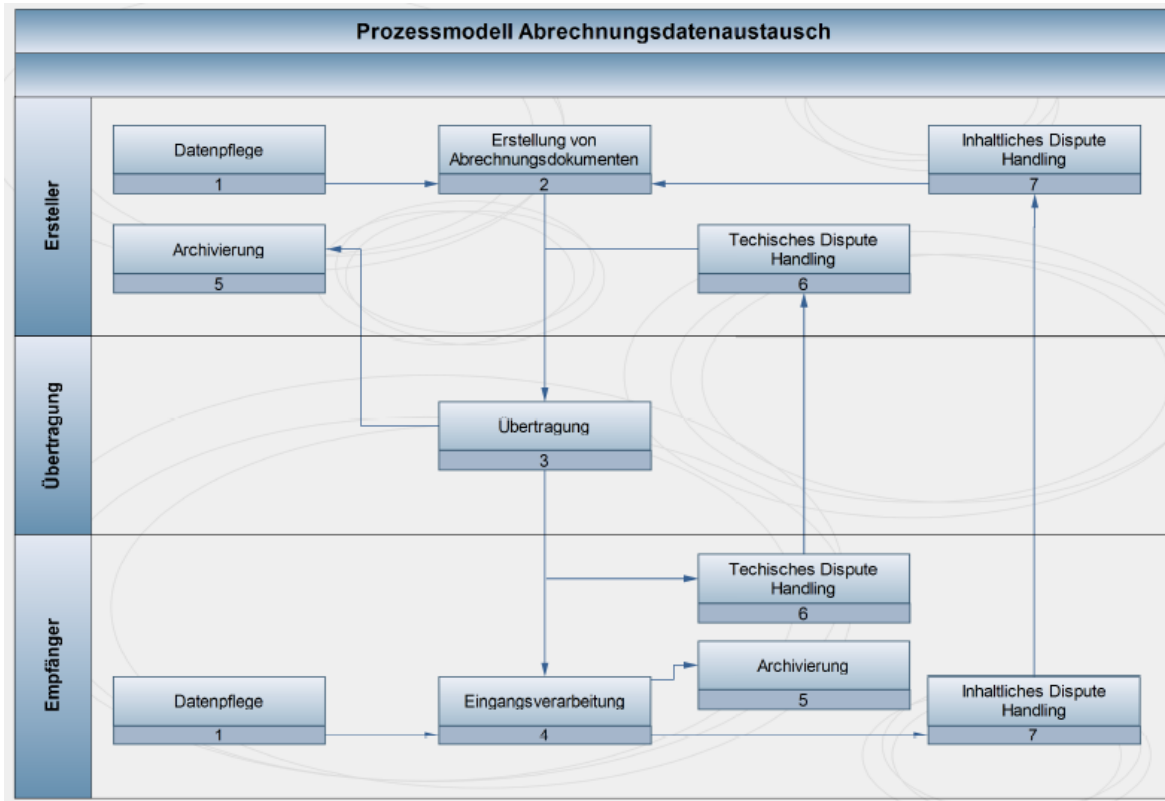 Prozessmodell Abrechnungsdatenaustausch
Ersteller
Datenpflege
1
Erstellung von
Abrechnungsdokumenten
2
Inhaltliches Dispute
Handling
7
Archivierung
5
Techisches Dispute
Handling
6
Übertragung
Übertragung
3
Empfänger
Techisches Dispute
Handling
6
Archivierung
5
Datenpflege
1
Eingangsverarbeitung
4
Inhaltliches Dispute
Handling
7